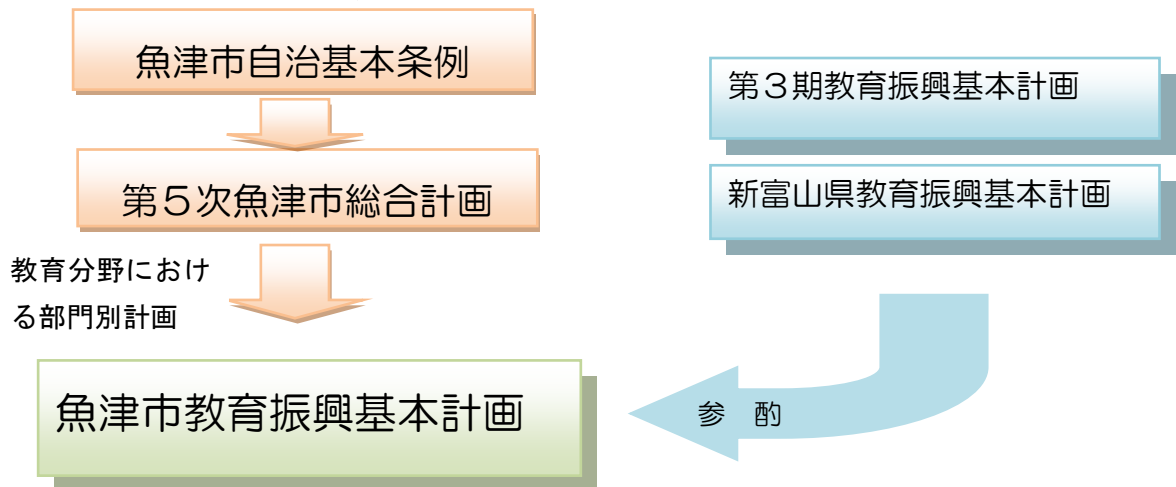 魚津市自治基本条例
第５次魚津市総合計画
教育分野におけ
る部門別計画
魚津市教育振興基本計画
第３期教育振興基本計画
新富山県教育振興基本計画
参　酌